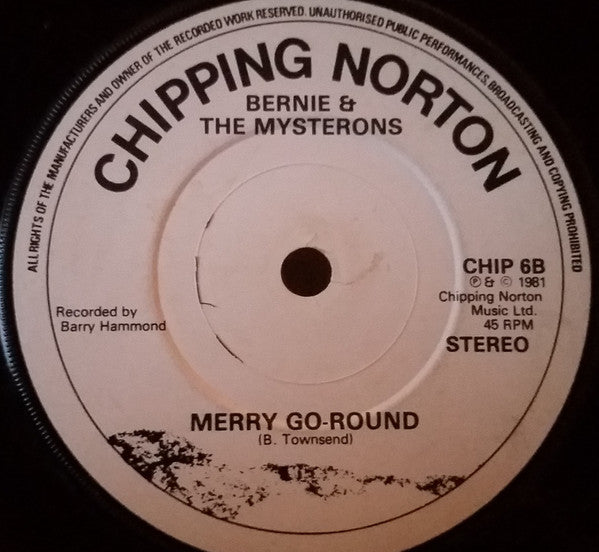 ALL RIGHTS OF THE MANUFACTURERS AND OWNER OF THE RECORDED WORK RESERVED. UNAUTHORISED PUBLIC PERFORMANCES, BROADCASTING AND COPYING PROHIBITED
CHIPPING NORTON
BERNIE &
THE MYSTERONS
CHIP 6B
℗ & © 1981
Chipping Norton
Music Ltd.
45 RPM
STEREO
Recorded by
Barry Hammond
MERRY GO-ROUND
(B. Townsend)